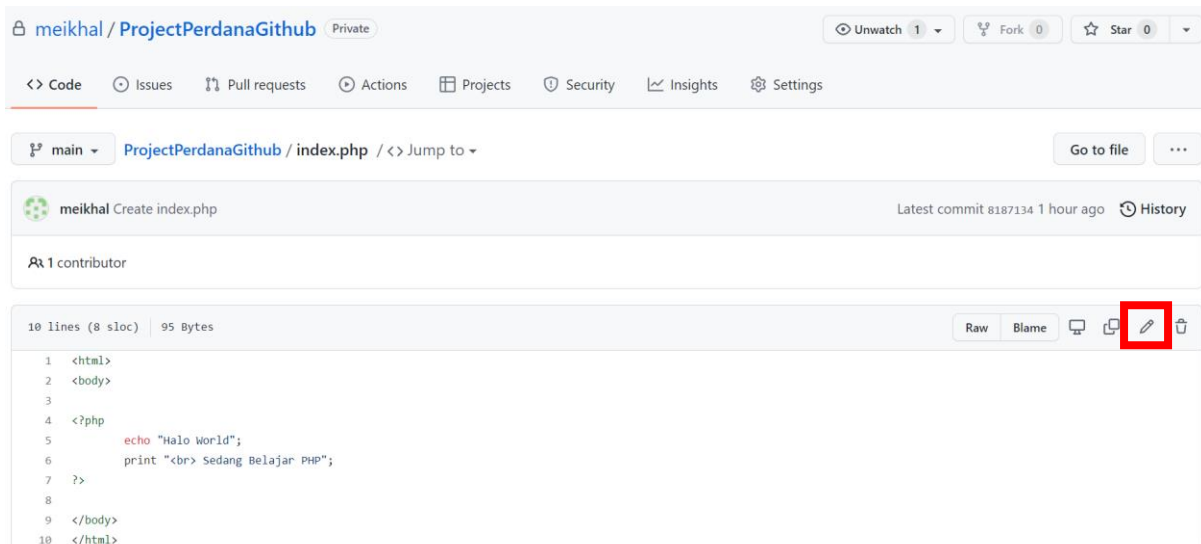 meikhal / ProjectPerdanaGithub Private Unwatch 1 Fork 0 Star 0
<> Code Issues Pull requests Actions Projects Security Insights Settings
main ProjectPerdanaGithub / index.php / <> Jump to Go to file ...
meikhal Create index.php Latest commit 8187134 1 hour ago History
1 contributor
10 lines (8 sloc) 95 Bytes Raw Blame
1 <html>
2 <body>
3
4 <?php
5 echo "Halo World";
6 print "<br> Sedang Belajar PHP";
7 ?>
8
9 </body>
10 </html>